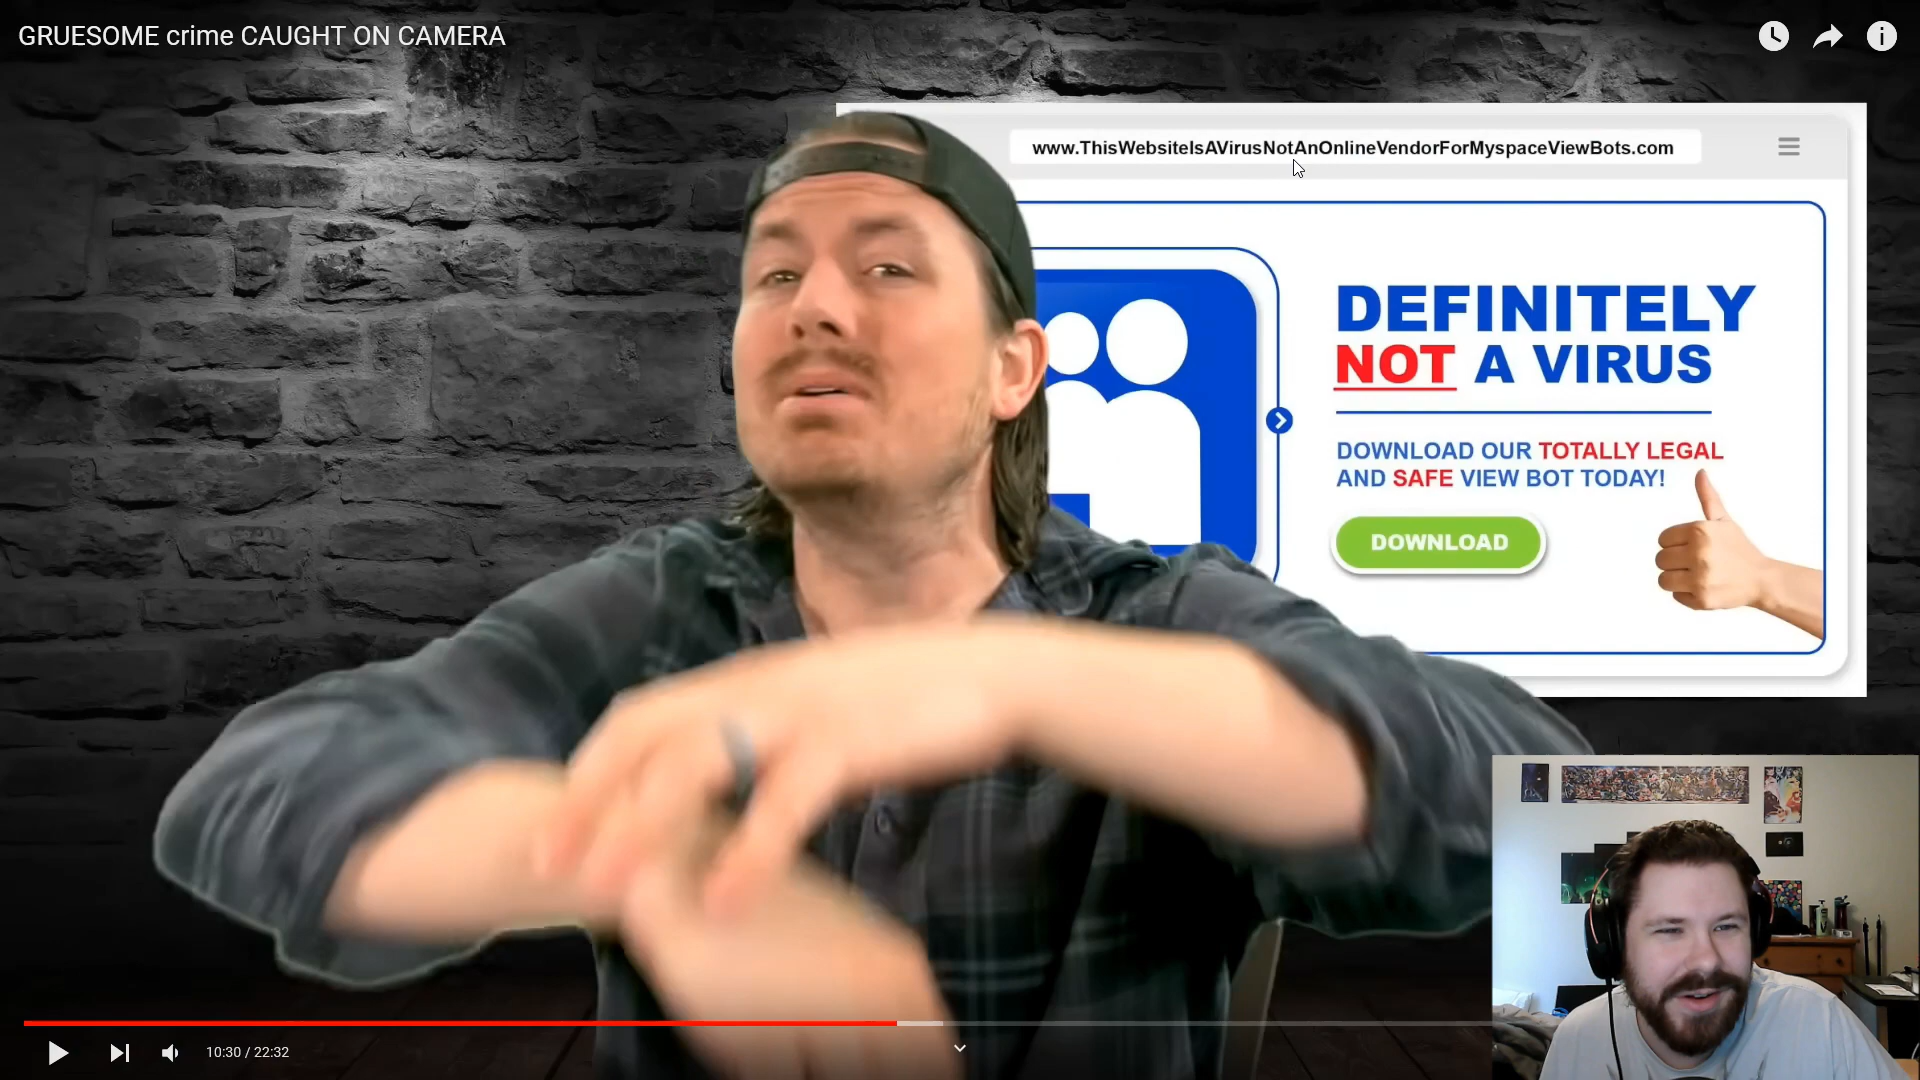 GRUESOME crime CAUGHT ON CAMERA
www.ThisWebsiteIsAVirusNotAnOnlineVendorForMyspaceViewBots.com
DEFINITELY
NOT A VIRUS
DOWNLOAD OUR TOTALLY LEGAL
AND SAFE VIEW BOT TODAY!
DOWNLOAD
10:30 / 22:32